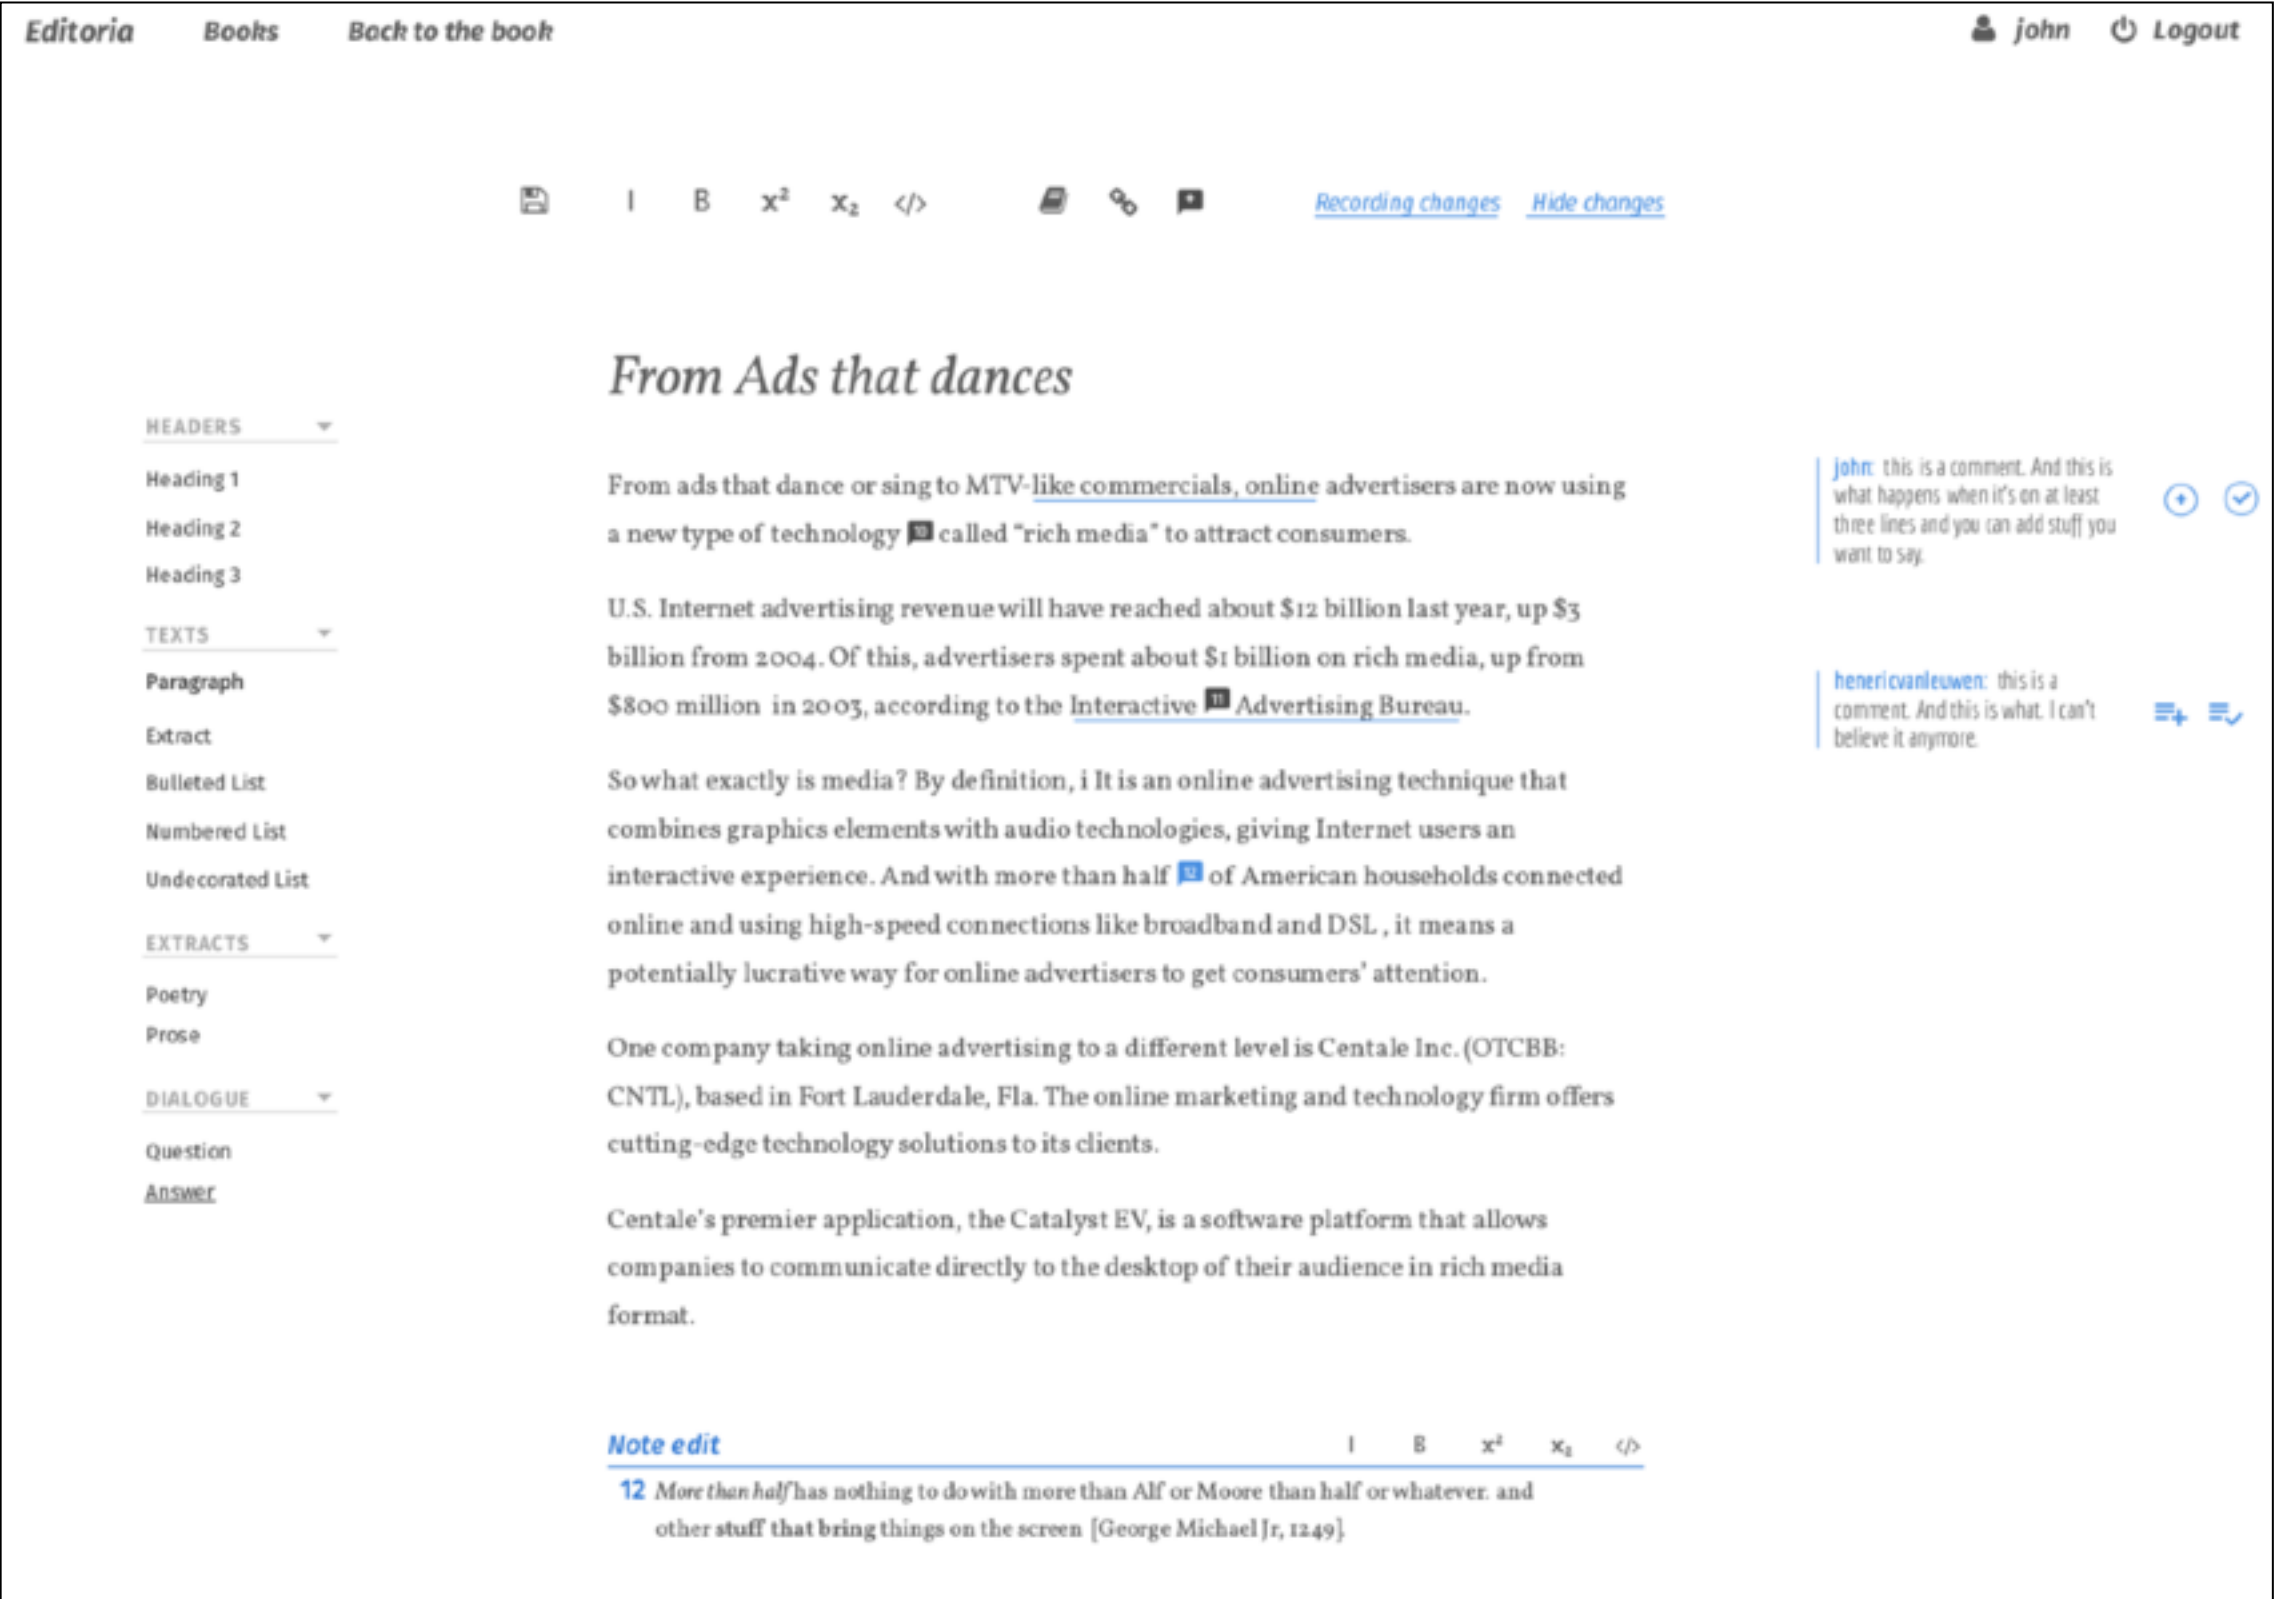 Editoria Books Back to the book john Logout
I B x² x₂ </> Recording changes Hide changes
From Ads that dances
HEADERS
Heading 1
Heading 2
Heading 3
TEXTS
Paragraph
Extract
Bulleted List
Numbered List
Undecorated List
EXTRACTS
Poetry
Prose
DIALOGUE
Question
Answer
From ads that dance or sing to MTV-like commercials, online advertisers are now using
a new type of technology 10 called “rich media” to attract consumers.
U.S. Internet advertising revenue will have reached about $12 billion last year, up $3
billion from 2004. Of this, advertisers spent about $1 billion on rich media, up from
$800 million in 2003, according to the Interactive 11 Advertising Bureau.
So what exactly is media? By definition, i It is an online advertising technique that
combines graphics elements with audio technologies, giving Internet users an
interactive experience. And with more than half 12 of American households connected
online and using high-speed connections like broadband and DSL , it means a
potentially lucrative way for online advertisers to get consumers’ attention.
One company taking online advertising to a different level is Centale Inc. (OTCBB:
CNTL), based in Fort Lauderdale, Fla. The online marketing and technology firm offers
cutting-edge technology solutions to its clients.
Centale’s premier application, the Catalyst EV, is a software platform that allows
companies to communicate directly to the desktop of their audience in rich media
format.
john: this is a comment. And this is
what happens when it’s on at least
three lines and you can add stuff you
want to say.
henericvanleuwen: this is a
comment. And this is what. I can’t
believe it anymore.
Note edit I B x² x₂ </>
12 More than half has nothing to do with more than Alf or Moore than half or whatever. and
other stuff that bring things on the screen [George Michael Jr, 1249].